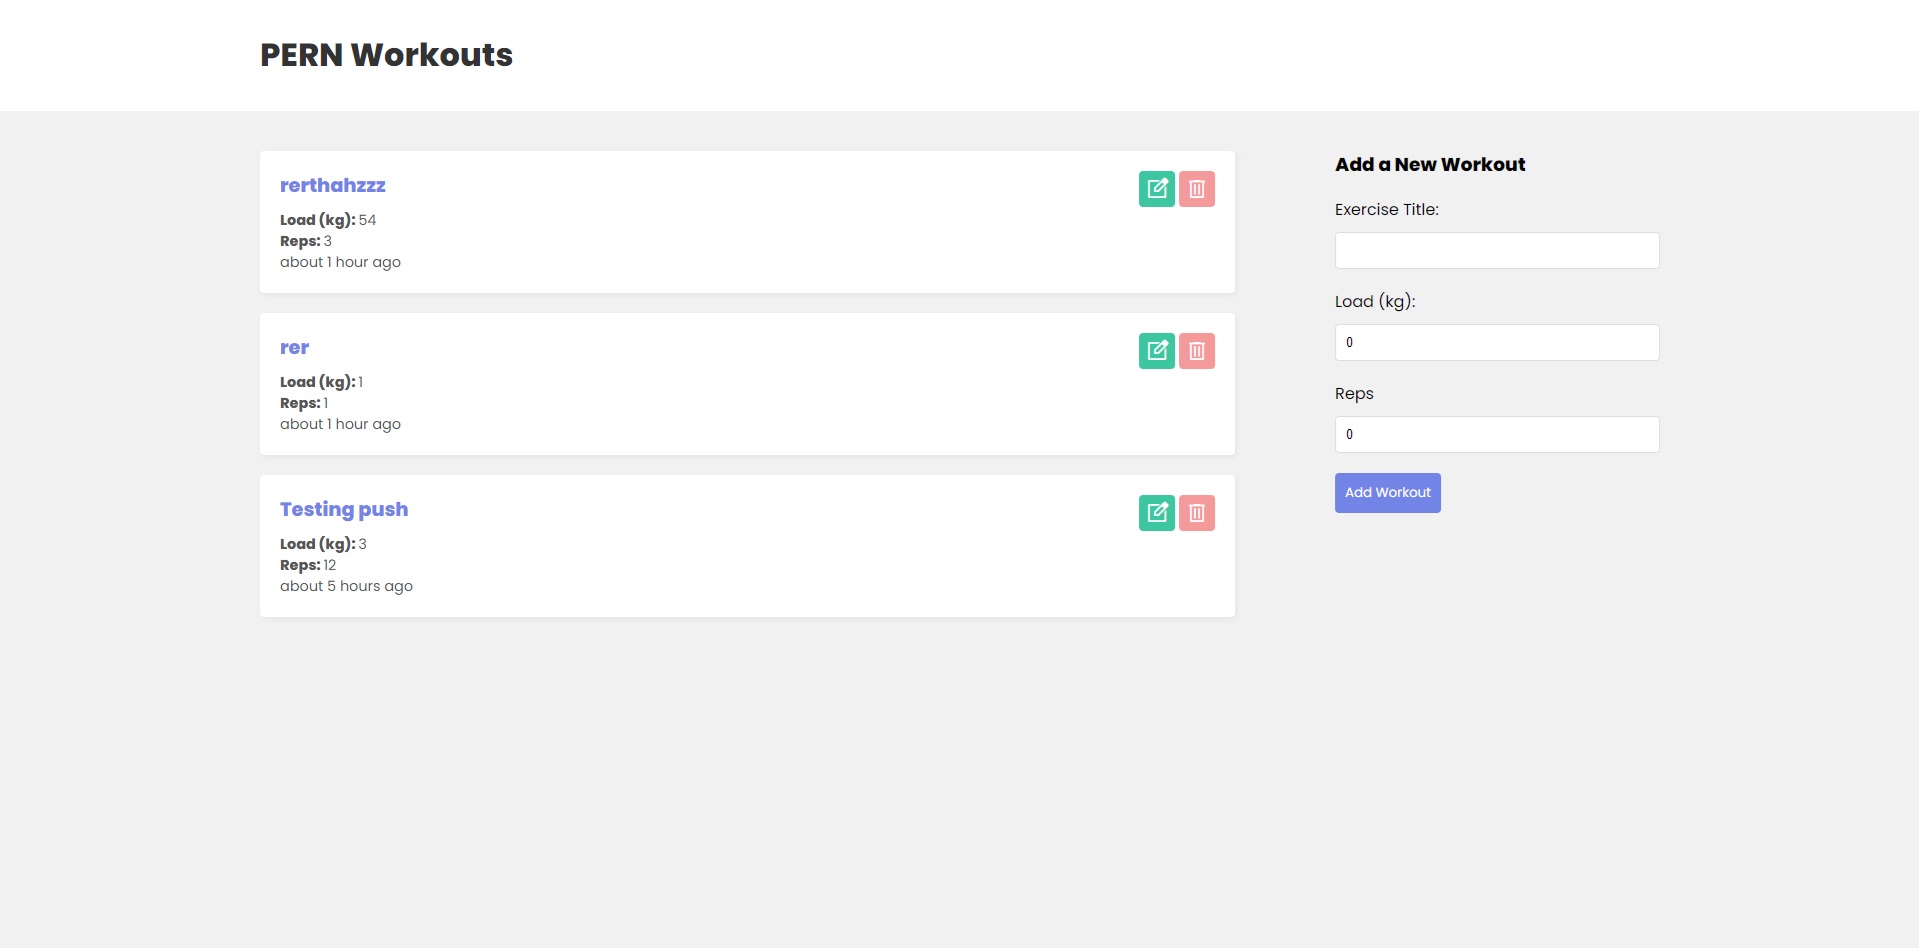 PERN Workouts
rerthahzzz
Load (kg): 54
Reps: 3
about 1 hour ago
rer
Load (kg): 1
Reps: 1
about 1 hour ago
Testing push
Load (kg): 3
Reps: 12
about 5 hours ago
Add a New Workout
Exercise Title:
Load (kg):
0
Reps
0
Add Workout